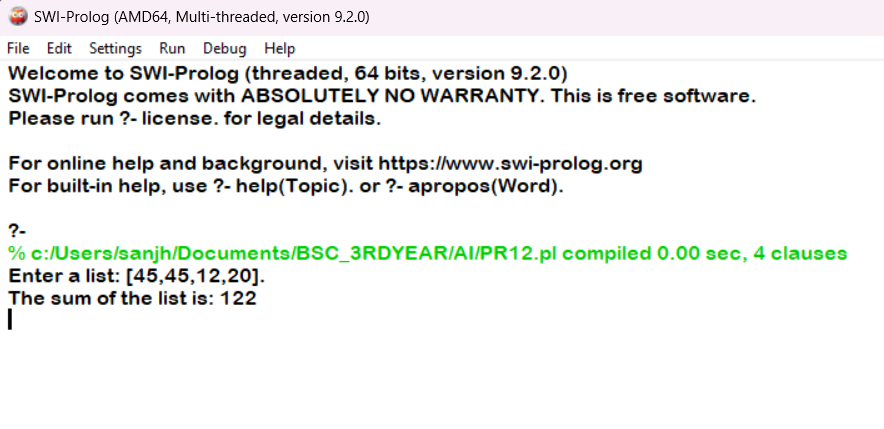 SWI-Prolog (AMD64, Multi-threaded, version 9.2.0)
File Edit Settings Run Debug Help
Welcome to SWI-Prolog (threaded, 64 bits, version 9.2.0)
SWI-Prolog comes with ABSOLUTELY NO WARRANTY. This is free software.
Please run ?- license. for legal details.
For online help and background, visit https://www.swi-prolog.org
For built-in help, use ?- help(Topic). or ?- apropos(Word).
?-
% c:/Users/sanjh/Documents/BSC_3RDYEAR/AI/PR12.pl compiled 0.00 sec, 4 clauses
Enter a list: [45,45,12,20].
The sum of the list is: 122